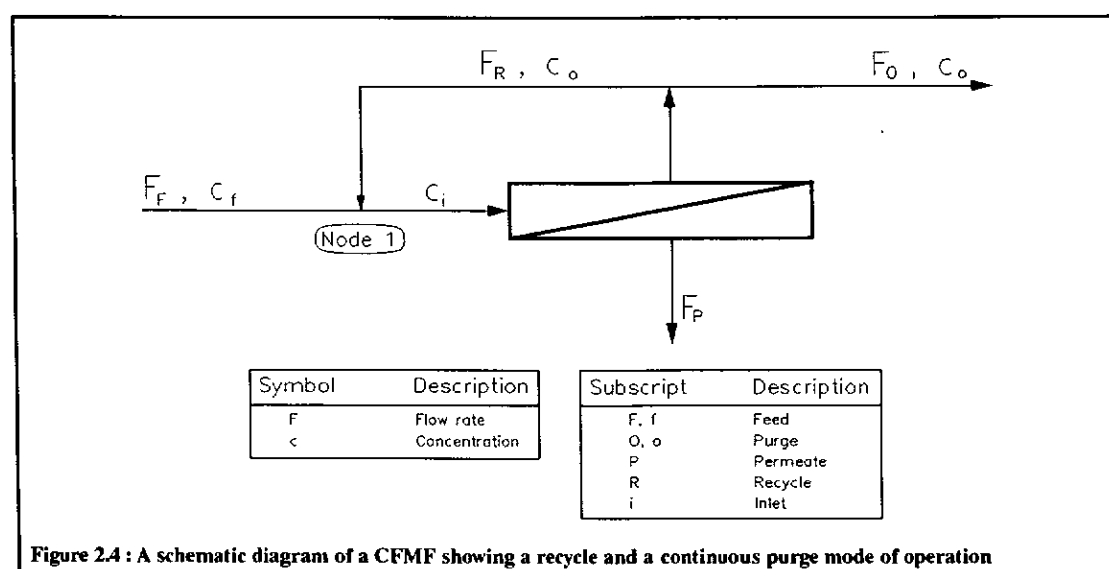 F_R , c_o
F_O , c_o
F_F , c_f
c_i
Node 1
F_P
Symbol Description
F Flow rate
c Concentration
Subscript Description
F, f Feed
O, o Purge
P Permeate
R Recycle
i Inlet
Figure 2.4 : A schematic diagram of a CFMF showing a recycle and a continuous purge mode of operation